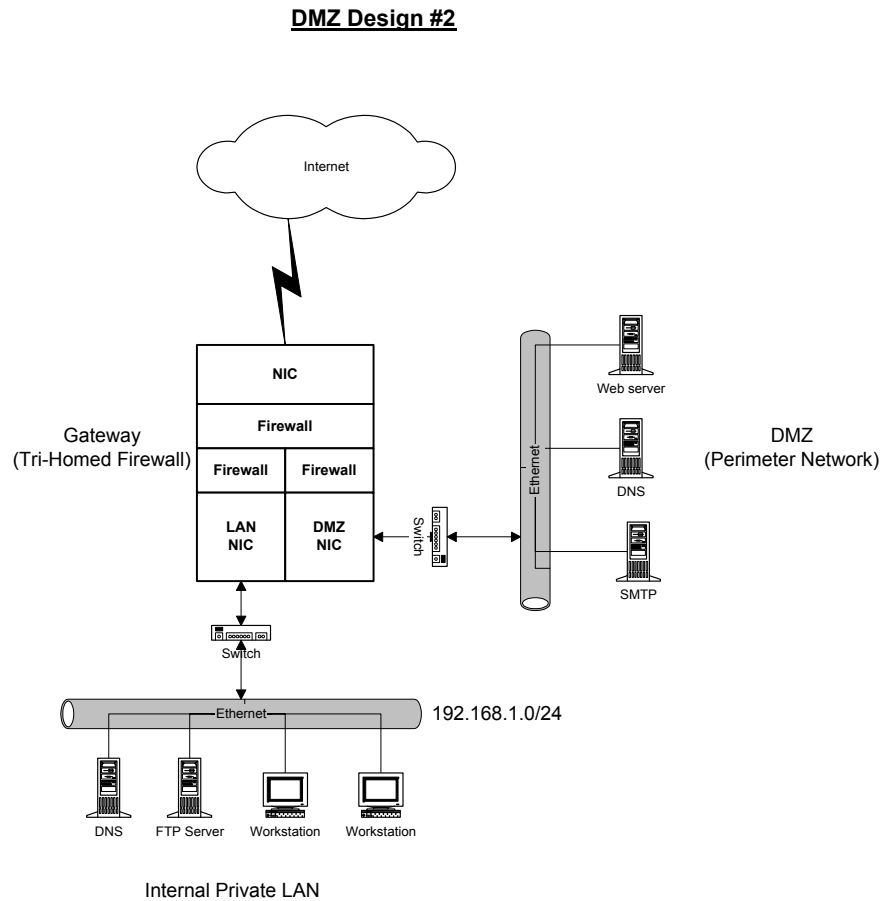 DMZ Design #2
Internet
NIC
Firewall
Firewall
Firewall
LAN
NIC
DMZ
NIC
Gateway
(Tri-Homed Firewall)
Switch
Ethernet
Web server
DNS
SMTP
DMZ
(Perimeter Network)
Switch
Ethernet
192.168.1.0/24
DNS
FTP Server
Workstation
Workstation
Internal Private LAN